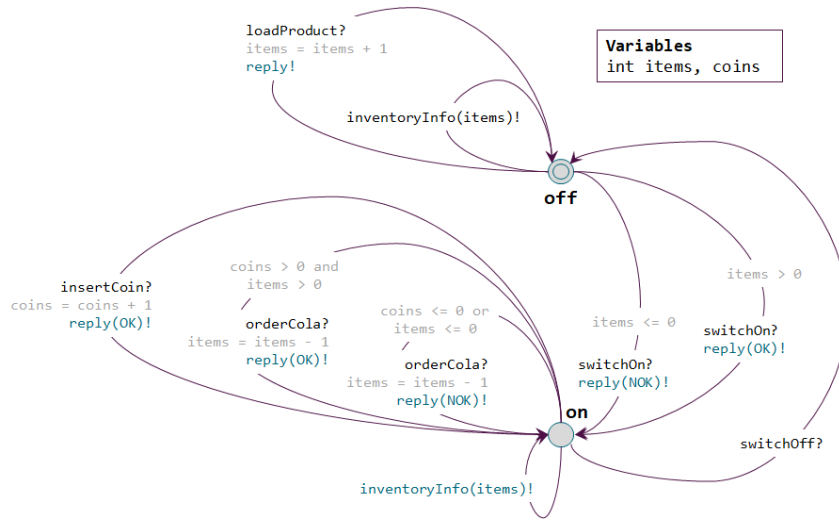 loadProduct?
items = items + 1
reply!
Variables
int items, coins
inventoryInfo(items)!
off
insertCoin?
coins = coins + 1
reply(OK)!
coins > 0 and
items > 0
orderCola?
items = items - 1
reply(OK)!
coins <= 0 or
items <= 0
orderCola?
items = items - 1
reply(NOK)!
items <= 0
switchOn?
reply(NOK)!
items > 0
switchOn?
reply(OK)!
on
switchOff?
inventoryInfo(items)!